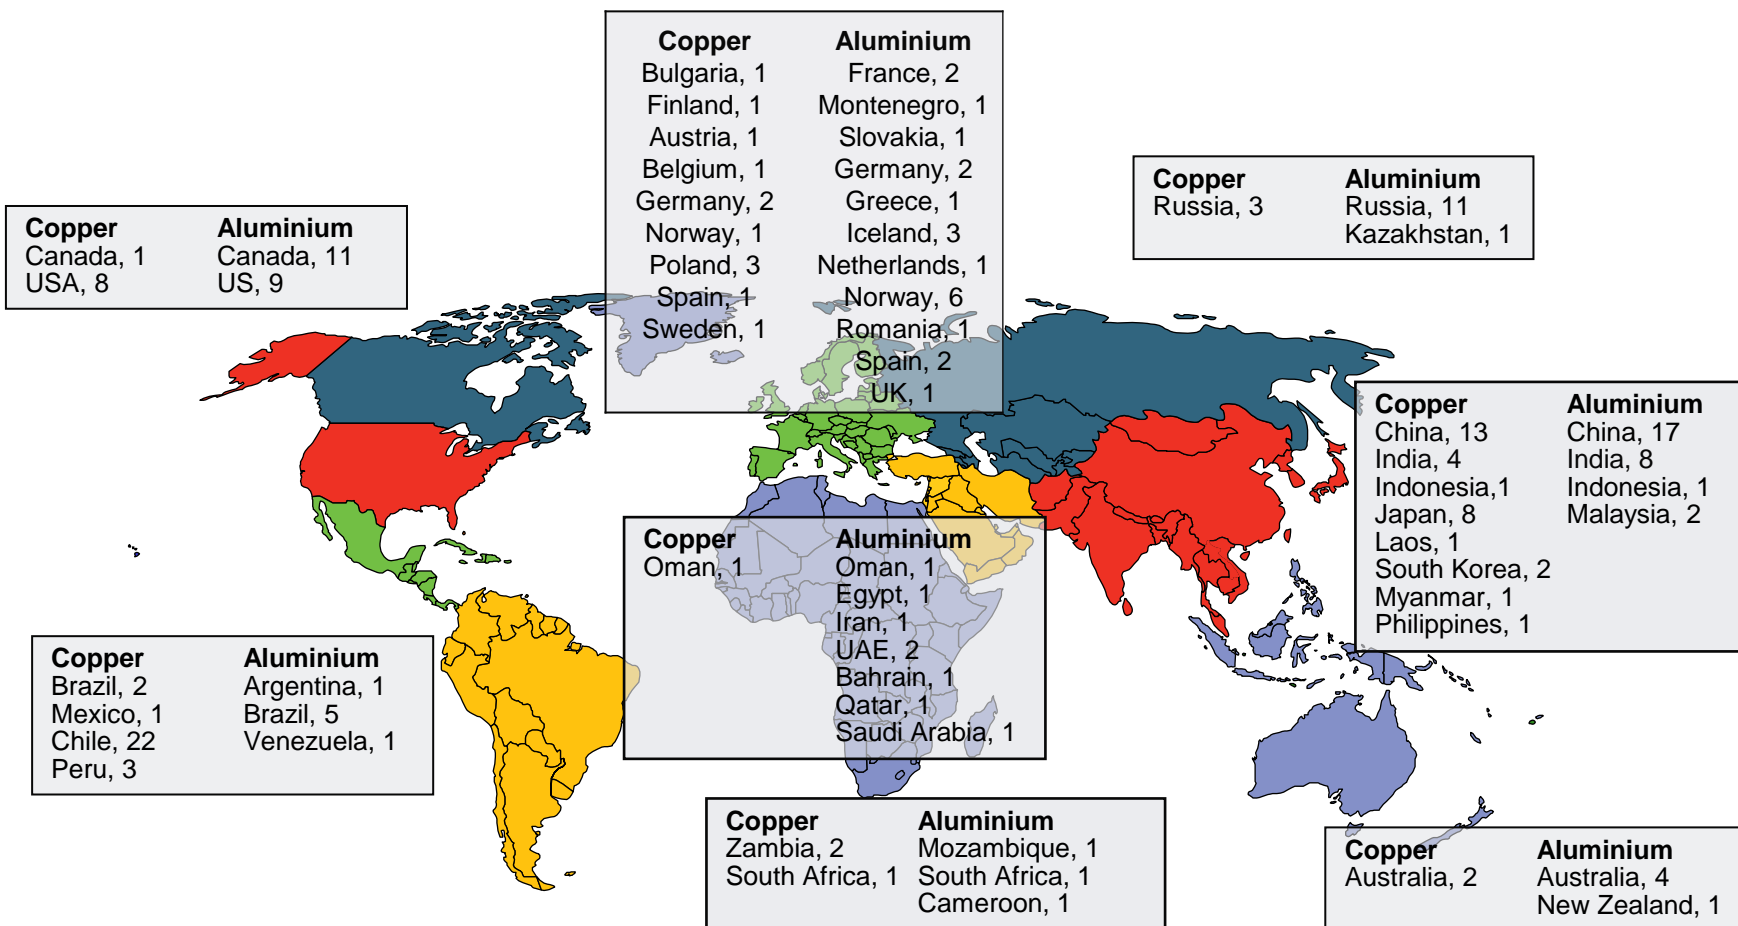 Copper Aluminium
Bulgaria, 1 France, 2
Finland, 1 Montenegro, 1
Austria, 1 Slovakia, 1
Belgium, 1 Germany, 2
Germany, 2 Greece, 1
Norway, 1 Iceland, 3
Poland, 3 Netherlands, 1
Spain, 1 Norway, 6
Sweden, 1 Romania, 1
Spain, 2
UK, 1
Copper Aluminium
Russia, 3 Russia, 11
Kazakhstan, 1
Copper Aluminium
Canada, 1 Canada, 11
USA, 8 US, 9
Copper Aluminium
China, 13 China, 17
India, 4 India, 8
Indonesia,1 Indonesia, 1
Japan, 8 Malaysia, 2
Laos, 1
South Korea, 2
Myanmar, 1
Philippines, 1
Copper Aluminium
Oman, 1 Oman, 1
Egypt, 1
Iran, 1
UAE, 2
Bahrain, 1
Qatar, 1
Saudi Arabia, 1
Copper Aluminium
Brazil, 2 Argentina, 1
Mexico, 1 Brazil, 5
Chile, 22 Venezuela, 1
Peru, 3
Copper Aluminium
Zambia, 2 Mozambique, 1
South Africa, 1 South Africa, 1
Cameroon, 1
Copper Aluminium
Australia, 2 Australia, 4
New Zealand, 1